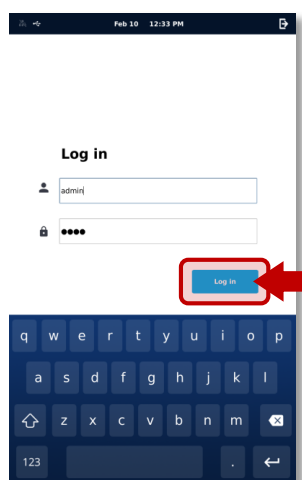 Feb 10 12:33 PM
Log in
admin
●●●●
Log in
q w e r t y u i o p
a s d f g h j k l
z x c v b n m
123 .